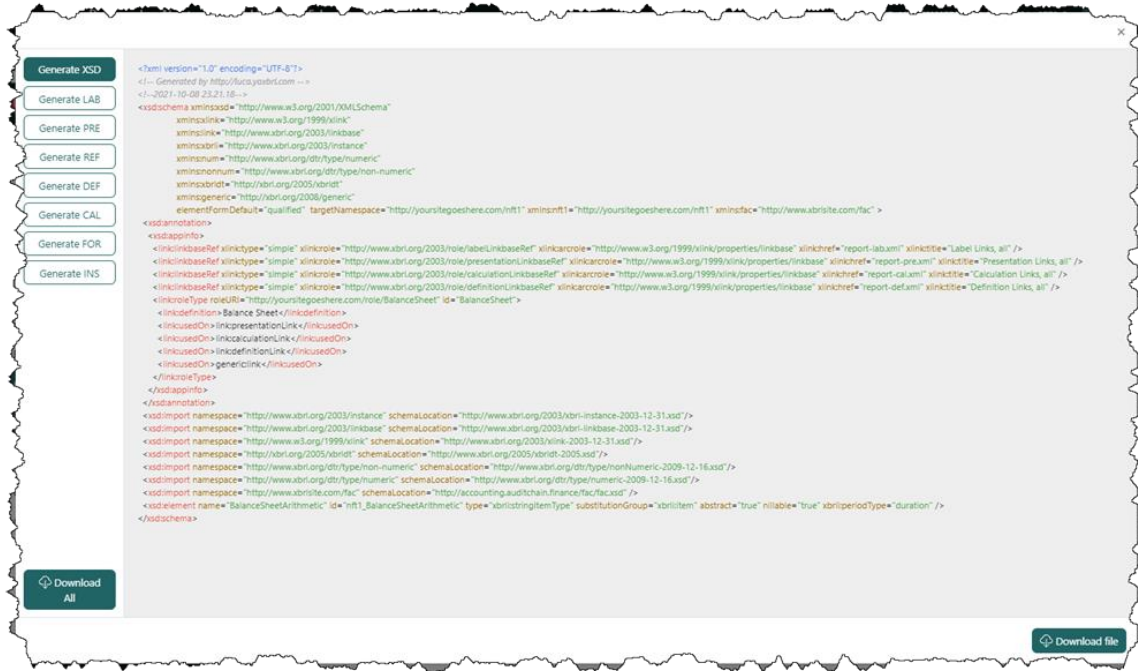 ×
Generate XSD
Generate LAB
Generate PRE
Generate REF
Generate DEF
Generate CAL
Generate FOR
Generate INS
Download
All
<?xml version="1.0" encoding="UTF-8"?>
<!-- Generated by http://luca.yaxbrl.com -->
<!--2021-10-08 23.21.18-->
<xsd:schema xmlns:xsd="http://www.w3.org/2001/XMLSchema"
xmlns:xlink="http://www.w3.org/1999/xlink"
xmlns:link="http://www.xbrl.org/2003/linkbase"
xmlns:xbrli="http://www.xbrl.org/2003/instance"
xmlns:num="http://www.xbrl.org/dtr/type/numeric"
xmlns:nonnum="http://www.xbrl.org/dtr/type/non-numeric"
xmlns:xbrldt="http://xbrl.org/2005/xbrldt"
xmlns:generic="http://xbrl.org/2008/generic"
elementFormDefault="qualified" targetNamespace="http://yoursitegoeshere.com/nft1" xmlns:nft1="http://yoursitegoeshere.com/nft1" xmlns:fac="http://www.xbrlsite.com/fac" >
<xsd:annotation>
<xsd:appinfo>
<link:linkbaseRef xlink:type="simple" xlink:role="http://www.xbrl.org/2003/role/labelLinkbaseRef" xlink:arcrole="http://www.w3.org/1999/xlink/properties/linkbase" xlink:href="report-lab.xml" xlink:title="Label Links, all" />
<link:linkbaseRef xlink:type="simple" xlink:role="http://www.xbrl.org/2003/role/presentationLinkbaseRef" xlink:arcrole="http://www.w3.org/1999/xlink/properties/linkbase" xlink:href="report-pre.xml" xlink:title="Presentation Links, all" />
<link:linkbaseRef xlink:type="simple" xlink:role="http://www.xbrl.org/2003/role/calculationLinkbaseRef" xlink:arcrole="http://www.w3.org/1999/xlink/properties/linkbase" xlink:href="report-cal.xml" xlink:title="Calculation Links, all" />
<link:linkbaseRef xlink:type="simple" xlink:role="http://www.xbrl.org/2003/role/definitionLinkbaseRef" xlink:arcrole="http://www.w3.org/1999/xlink/properties/linkbase" xlink:href="report-def.xml" xlink:title="Definition Links, all" />
<link:roleType roleURI="http://yoursitegoeshere.com/role/BalanceSheet" id="BalanceSheet">
<link:definition>Balance Sheet</link:definition>
<link:usedOn>link:presentationLink</link:usedOn>
<link:usedOn>link:calculationLink</link:usedOn>
<link:usedOn>link:definitionLink</link:usedOn>
<link:usedOn>generic:link</link:usedOn>
</link:roleType>
</xsd:appinfo>
</xsd:annotation>
<xsd:import namespace="http://www.xbrl.org/2003/instance" schemaLocation="http://www.xbrl.org/2003/xbrl-instance-2003-12-31.xsd"/>
<xsd:import namespace="http://www.xbrl.org/2003/linkbase" schemaLocation="http://www.xbrl.org/2003/xbrl-linkbase-2003-12-31.xsd"/>
<xsd:import namespace="http://www.w3.org/1999/xlink" schemaLocation="http://www.xbrl.org/2003/xlink-2003-12-31.xsd"/>
<xsd:import namespace="http://xbrl.org/2005/xbrldt" schemaLocation="http://www.xbrl.org/2005/xbrldt-2005.xsd"/>
<xsd:import namespace="http://www.xbrl.org/dtr/type/non-numeric" schemaLocation="http://www.xbrl.org/dtr/type/nonNumeric-2009-12-16.xsd"/>
<xsd:import namespace="http://www.xbrl.org/dtr/type/numeric" schemaLocation="http://www.xbrl.org/dtr/type/numeric-2009-12-16.xsd"/>
<xsd:import namespace="http://www.xbrlsite.com/fac" schemaLocation="http://accounting.auditchain.finance/fac/fac.xsd" />
<xsd:element name="BalanceSheetArithmetic" id="nft1_BalanceSheetArithmetic" type="xbrli:stringItemType" substitutionGroup="xbrli:item" abstract="true" nillable="true" xbrli:periodType="duration" />
</xsd:schema>
Download file